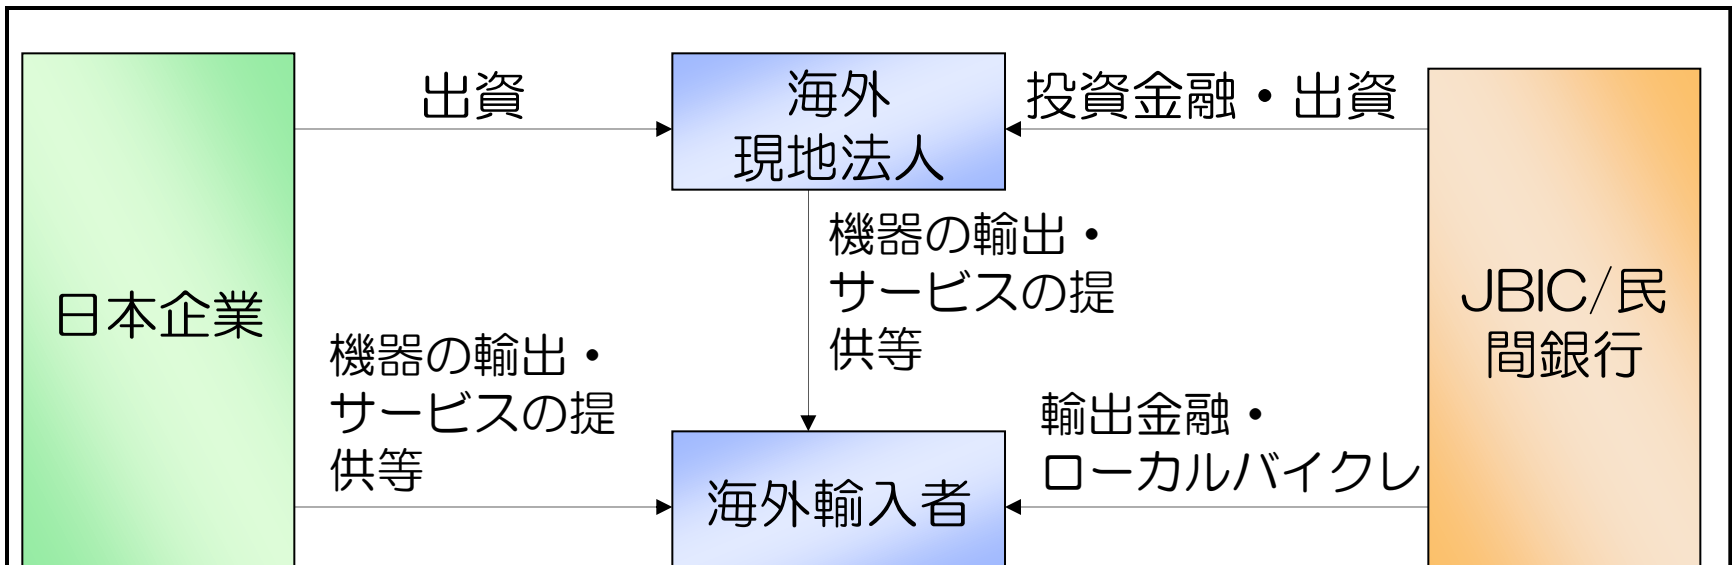 出資
海外
現地法人
投資金融・出資
機器の輸出・
サービスの提
供等
日本企業
JBIC/民
間銀行
機器の輸出・
サービスの提
供等
輸出金融・
ローカルバイクレ
海外輸入者